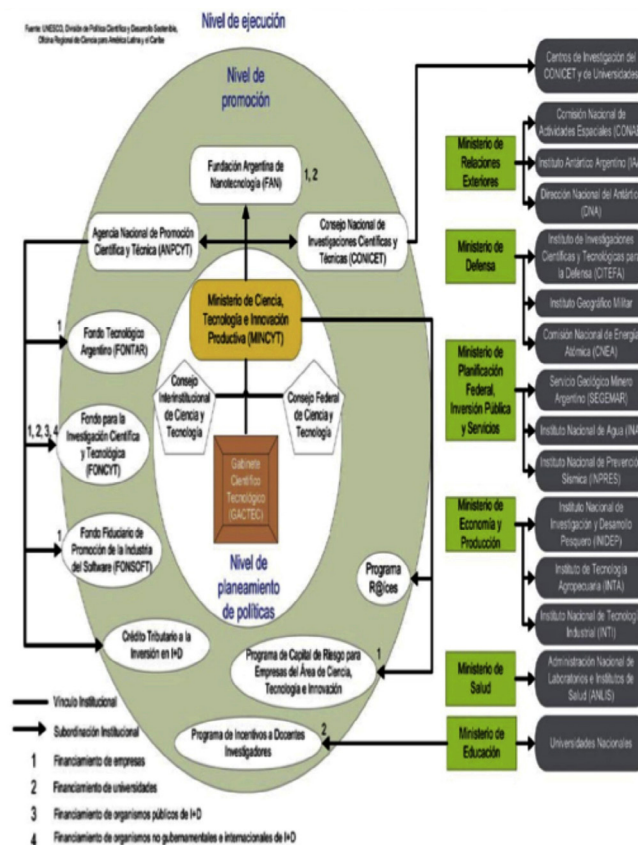 Fuente: UNESCO, División de Política Científica y Desarrollo Sostenible,
Oficina Regional de Ciencia para América Latina y el Caribe
Nivel de ejecución
Nivel de
promoción
Fundación Argentina de
Nanotecnología (FAN)
1, 2
Agencia Nacional de Promoción
Científica y Técnica (ANPCYT)
Consejo Nacional de
Investigaciones Científicas y
Técnicas (CONICET)
Ministerio de Ciencia,
Tecnología e Innovación
Productiva (MINCYT)
Consejo
Interinstitucional
de Ciencia y
Tecnología
Consejo Federal
de Ciencia y
Tecnología
Gabinete
Científico
Tecnológico
(GACTEC)
Nivel de
planeamiento
de políticas
1
Fondo Tecnológico
Argentino (FONTAR)
1, 2, 3, 4
Fondo para la
Investigación Científica
y Tecnológica
(FONCYT)
1
Fondo Fiduciario de
Promoción de la Industria
del Software (FONSOFT)
Crédito Tributario a la
Inversión en I+D
Programa
R@íces
Programa de Capital de Riesgo para
Empresas del Área de Ciencia,
Tecnología e Innovación
1
Programa de Incentivos a Docentes
Investigadores
2
Ministerio de
Relaciones
Exteriores
Ministerio de
Defensa
Ministerio de
Planificación
Federal,
Inversión Pública
y Servicios
Ministerio de
Economía y
Producción
Ministerio de
Salud
Ministerio de
Educación
Centros de Investigación del
CONICET y de Universidades
Comisión Nacional de
Actividades Espaciales (CONAE
Instituto Antártico Argentino (IAA
Dirección Nacional del Antártico
(DNA)
Instituto de Investigaciones
Científicas y Tecnológicas para
la Defensa (CITEFA)
Instituto Geográfico Militar
Comisión Nacional de Energía
Atómica (CNEA)
Servicio Geológico Minero
Argentino (SEGEMAR)
Instituto Nacional de Agua (INA
Instituto Nacional de Prevención
Sísmica (INPRES)
Instituto Nacional de
Investigación y Desarrollo
Pesquero (INIDEP)
Instituto de Tecnología
Agropecuaria (INTA)
Instituto Nacional de Tecnología
Industrial (INTI)
Administración Nacional de
Laboratorios e Institutos de
Salud (ANLIS)
Universidades Nacionales
Vínculo Institucional
Subordinación Institucional
1 Financiamiento de empresas
2 Financiamiento de universidades
3 Financiamiento de organismos públicos de I+D
4 Financiamiento de organismos no gubernamentales e internacionales de I+D